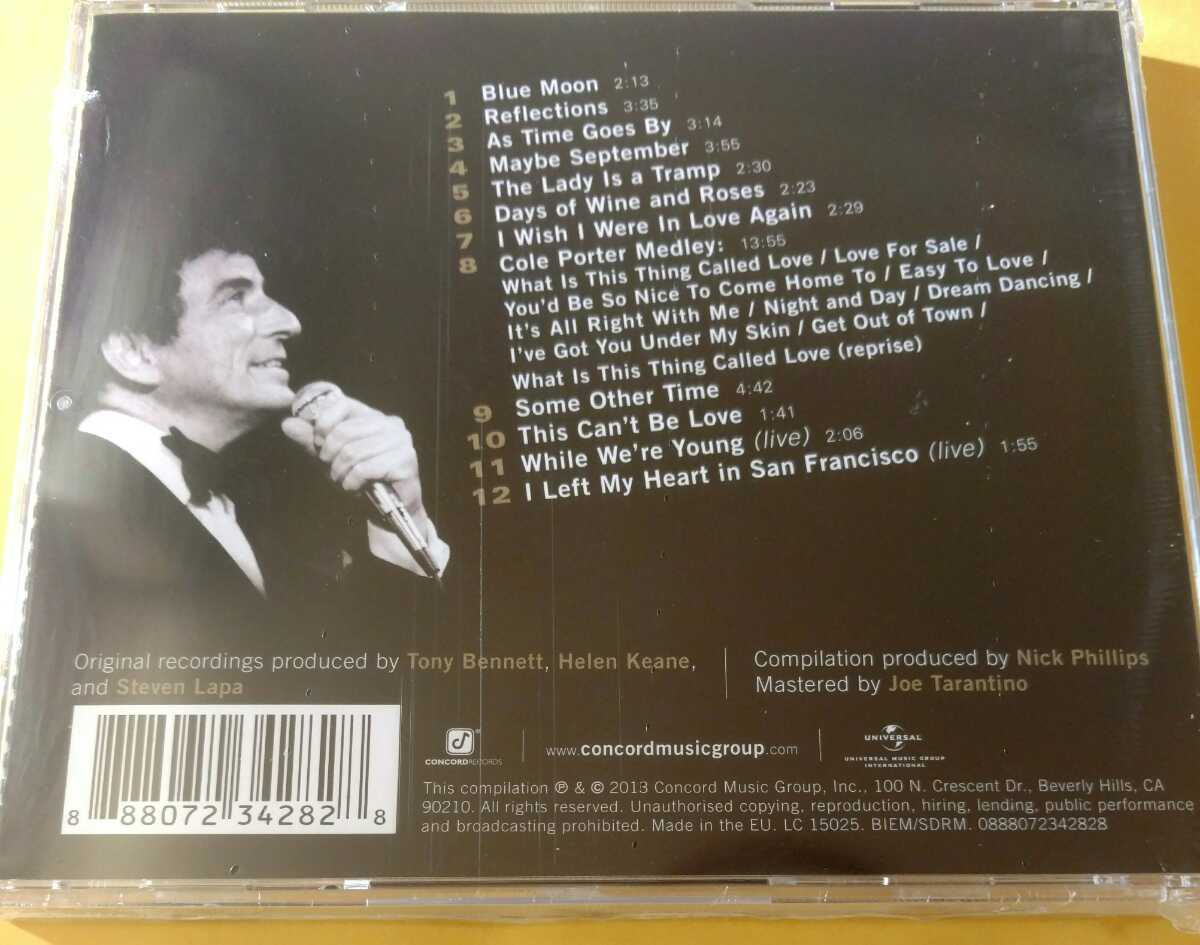 1 Blue Moon 2:13
2 Reflections 3:35
3 As Time Goes By 3:14
4 Maybe September 3:55
5 The Lady Is a Tramp 2:30
6 Days of Wine and Roses 2:23
7 I Wish I Were In Love Again 2:29
8 Cole Porter Medley: 13:55
What Is This Thing Called Love / Love For Sale /
You'd Be So Nice To Come Home To / Easy To Love /
It's All Right With Me / Night and Day / Dream Dancing /
I've Got You Under My Skin / Get Out of Town /
What Is This Thing Called Love (reprise)
9 Some Other Time 4:42
10 This Can't Be Love 1:41
11 While We're Young (live) 2:06
12 I Left My Heart in San Francisco (live) 1:55
Original recordings produced by Tony Bennett, Helen Keane,
and Steven Lapa
Compilation produced by Nick Phillips
Mastered by Joe Tarantino
8 88072 34282 8
CONCORD RECORDS
www.concordmusicgroup.com
UNIVERSAL
UNIVERSAL MUSIC GROUP
INTERNATIONAL
This compilation ℗ & © 2013 Concord Music Group, Inc., 100 N. Crescent Dr., Beverly Hills, CA
90210. All rights reserved. Unauthorised copying, reproduction, hiring, lending, public performance
and broadcasting prohibited. Made in the EU. LC 15025. BIEM/SDRM. 0888072342828